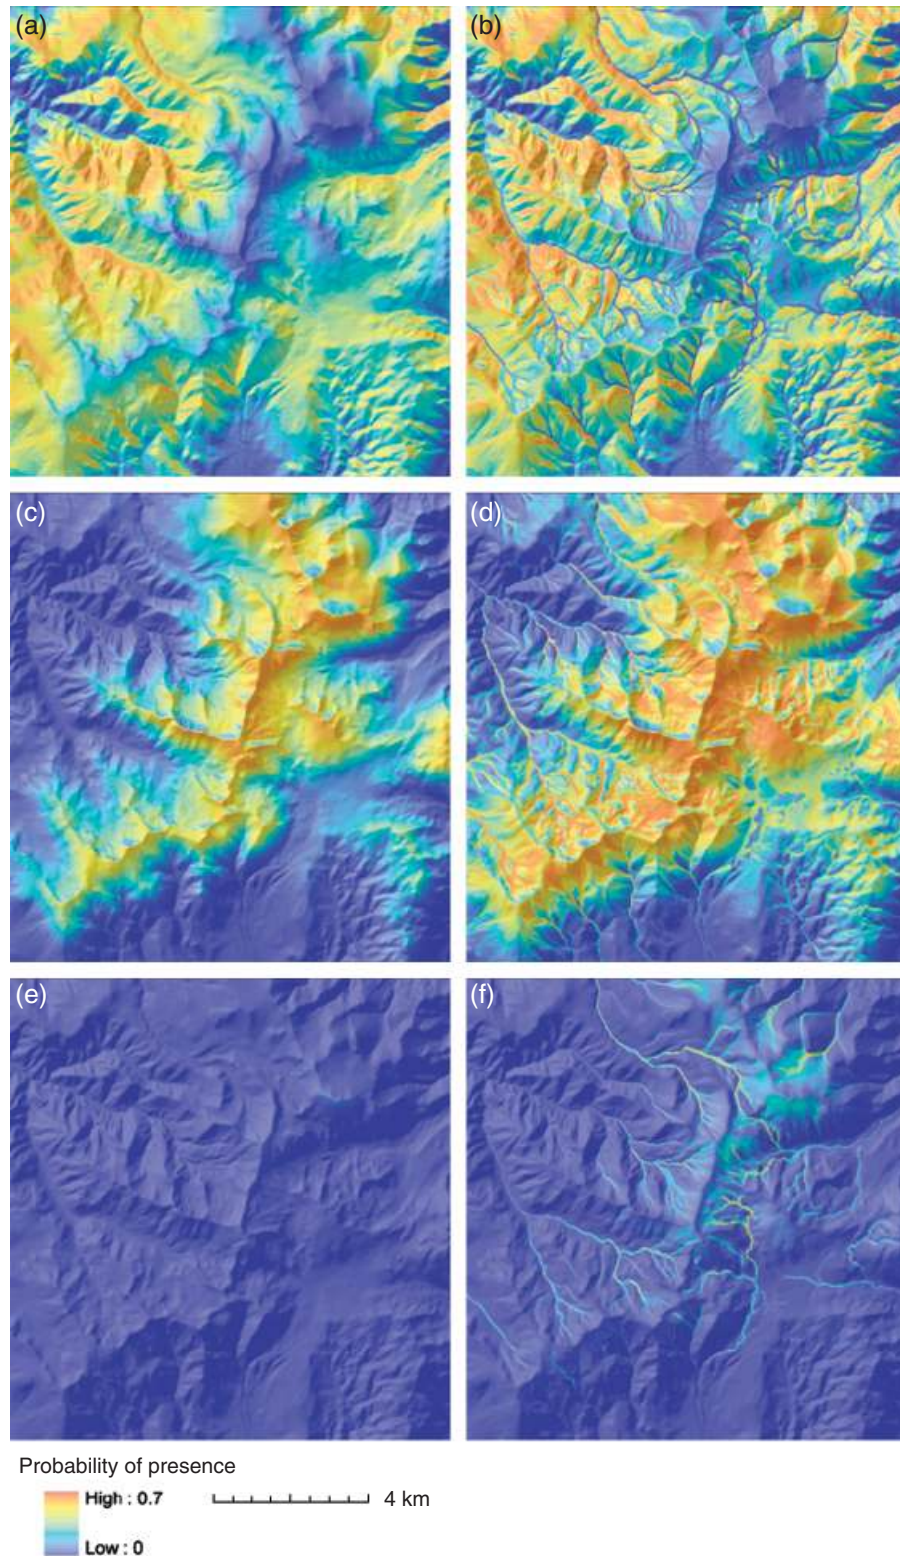 (a)
(b)
(c)
(d)
(e)
(f)
Probability of presence
High : 0.7
4 km
Low : 0